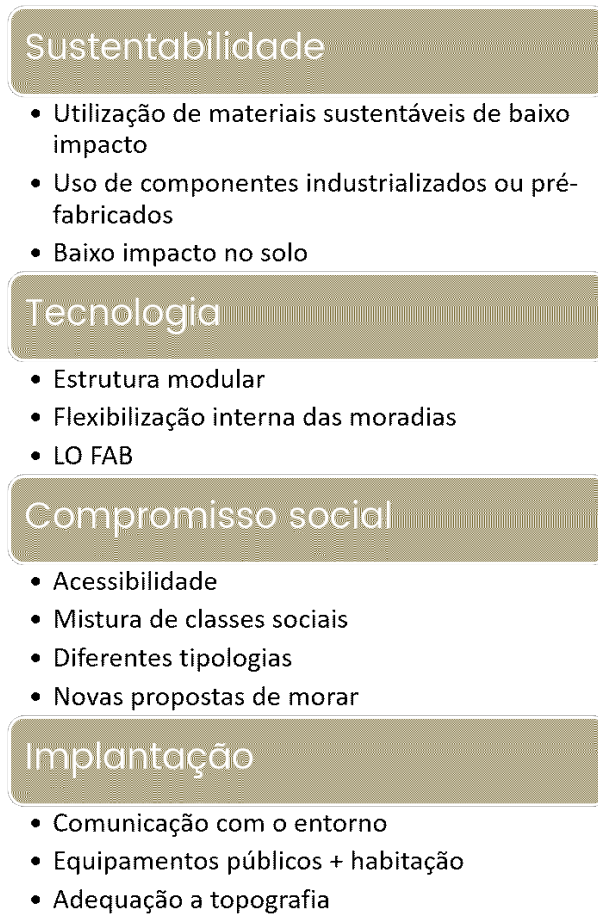 Sustentabilidade
• Utilização de materiais sustentáveis de baixo
impacto
• Uso de componentes industrializados ou pré-
fabricados
• Baixo impacto no solo
Tecnologia
• Estrutura modular
• Flexibilização interna das moradias
• LO FAB
Compromisso social
• Acessibilidade
• Mistura de classes sociais
• Diferentes tipologias
• Novas propostas de morar
Implantação
• Comunicação com o entorno
• Equipamentos públicos + habitação
• Adequação a topografia